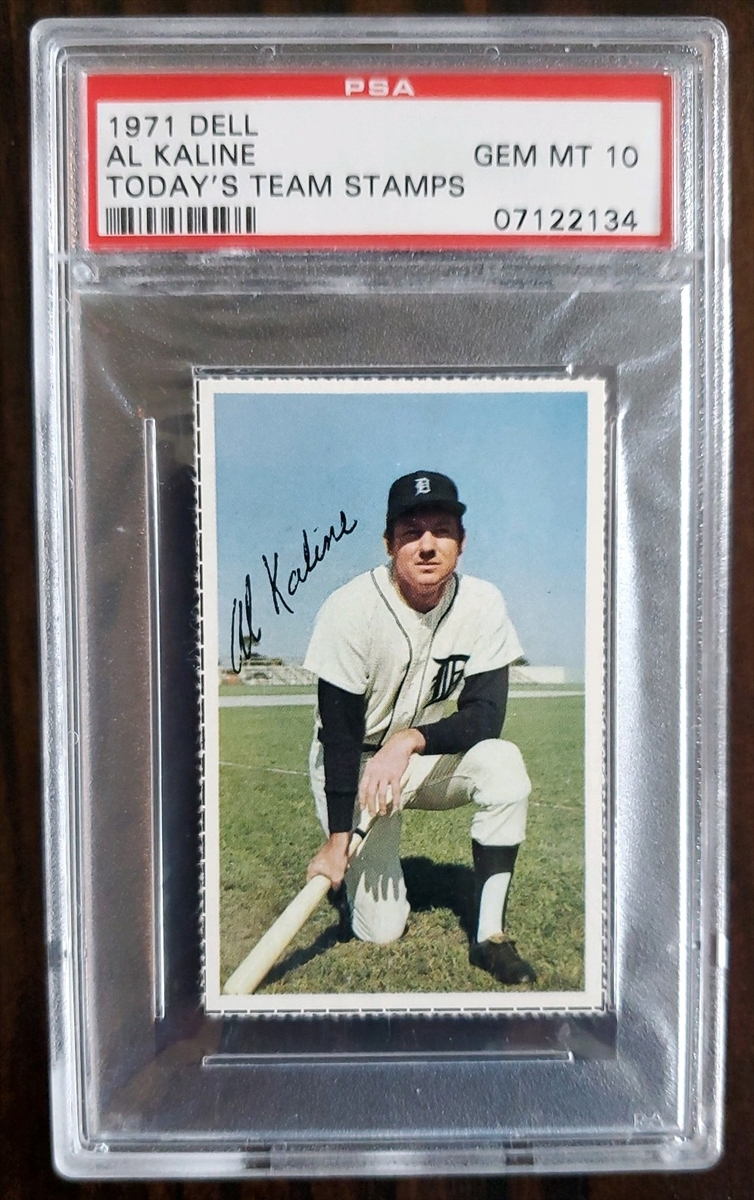 PSA
1971 DELL
AL KALINE GEM MT 10
TODAY'S TEAM STAMPS
07122134
D
Al Kaline
D